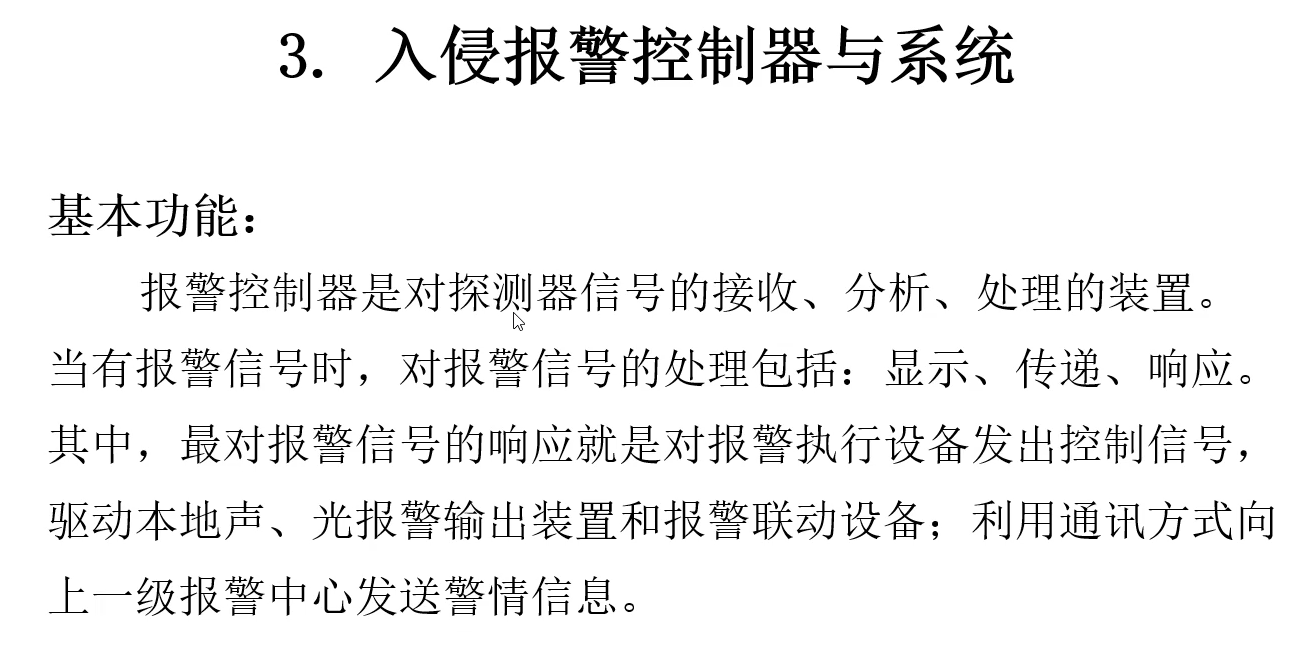 3. 入侵报警控制器与系统
基本功能：
报警控制器是对探测器信号的接收、分析、处理的装置。
当有报警信号时，对报警信号的处理包括：显示、传递、响应。
其中，最对报警信号的响应就是对报警执行设备发出控制信号，
驱动本地声、光报警输出装置和报警联动设备；利用通讯方式向
上一级报警中心发送警情信息。